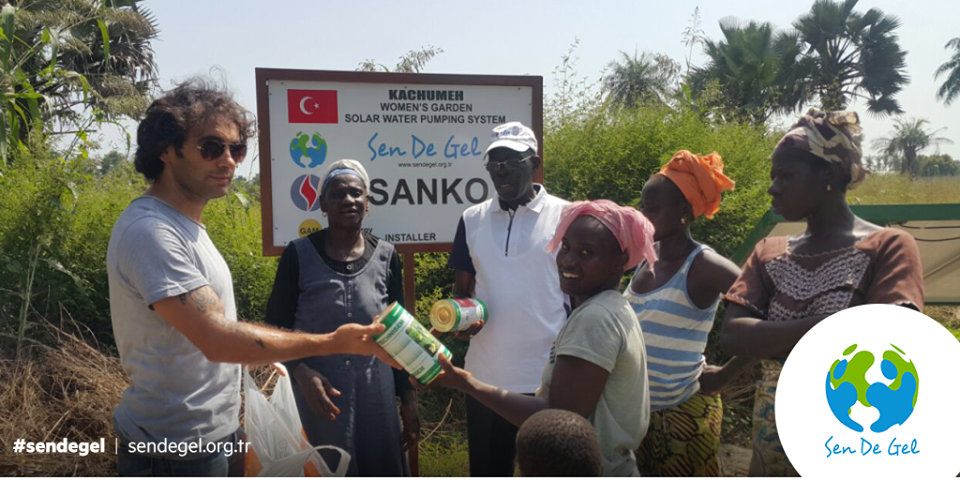 KACHUMEH
WOMEN'S GARDEN
SOLAR WATER PUMPING SYSTEM
Sen De Gel
www.sendegel.org.tr
SANKO
GAM
INSTALLER
#sendegel | sendegel.org.tr
Sen De Gel